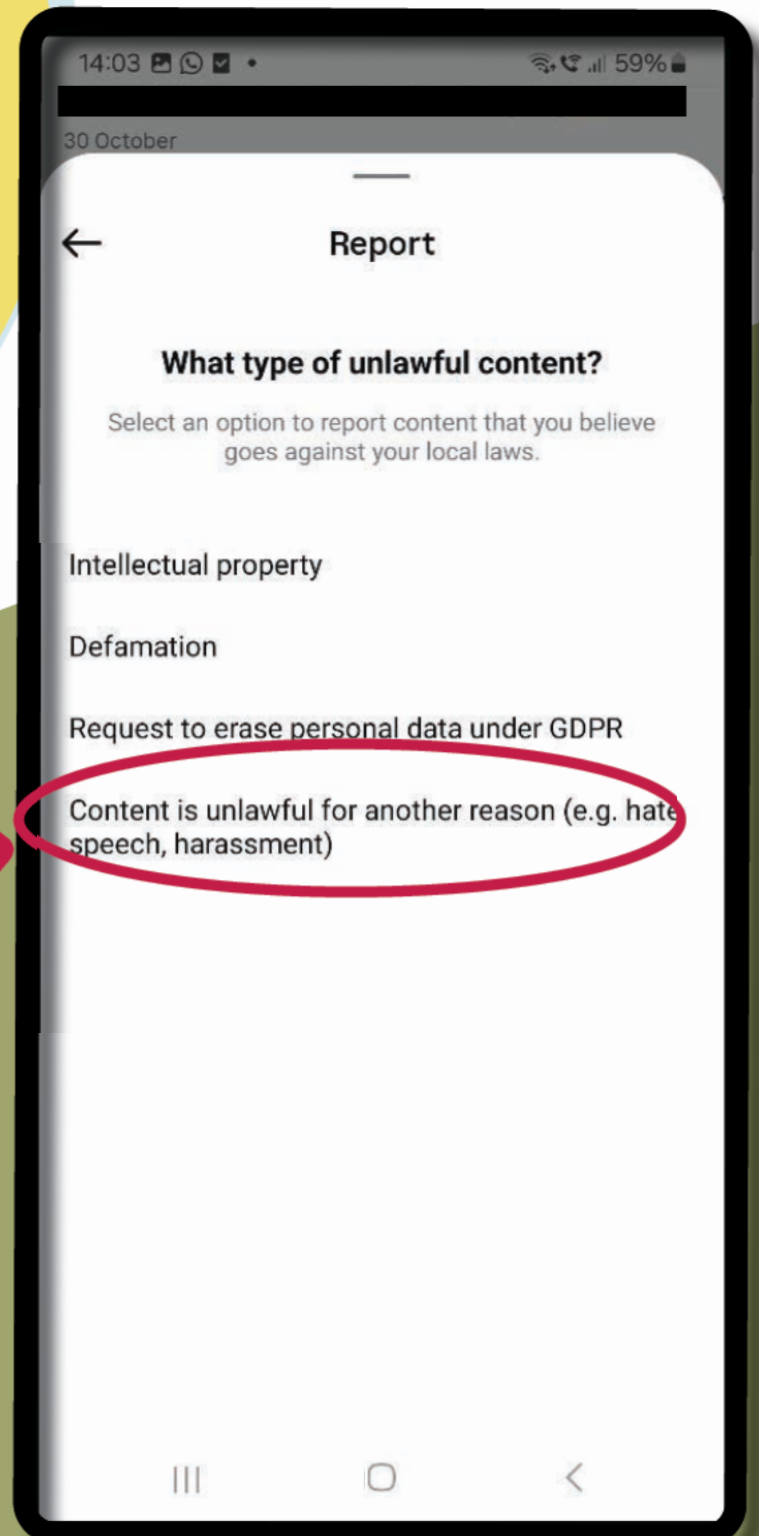 14:03
59%
30 October
Report
What type of unlawful content?
Select an option to report content that you believe
goes against your local laws.
Intellectual property
Defamation
Request to erase personal data under GDPR
Content is unlawful for another reason (e.g. hate
speech, harassment)